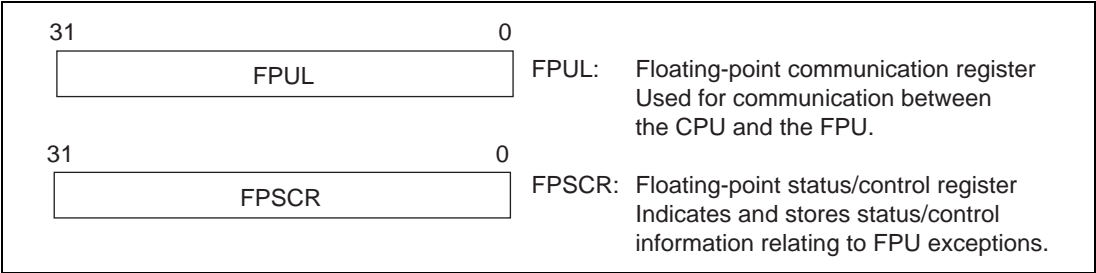 31 0
FPUL
FPUL: Floating-point communication register
Used for communication between
the CPU and the FPU.
31 0
FPSCR
FPSCR: Floating-point status/control register
Indicates and stores status/control
information relating to FPU exceptions.